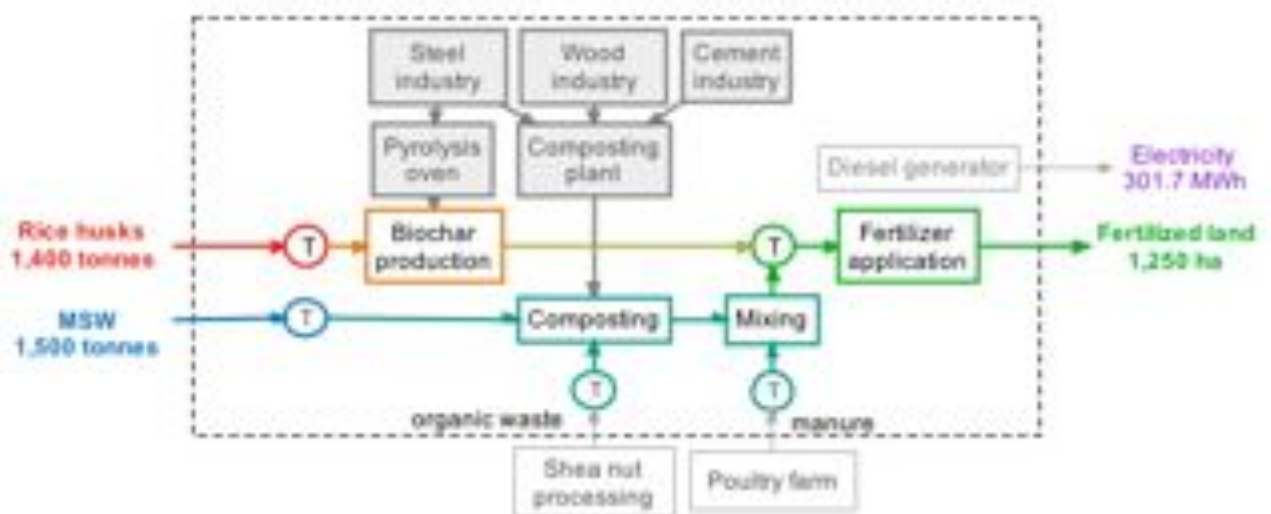 Steel
industry
Wood
industry
Cement
industry
Pyrolysis
oven
Composting
plant
Diesel generator
Electricity
301.7 MWh
Rice husks
1,400 tonnes
T
Biochar
production
T
Fertilizer
application
Fertilized land
1,250 ha
MSW
1,500 tonnes
T
Composting
Mixing
T
T
organic waste
manure
Shea nut
processing
Poultry farm